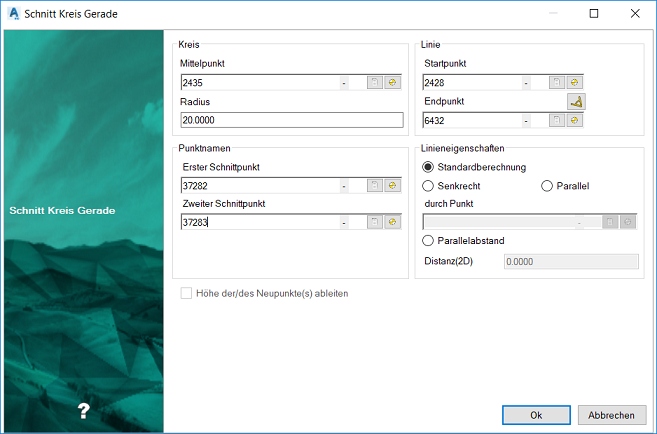 Schnitt Kreis Gerade
Schnitt Kreis Gerade
?
Kreis
Mittelpunkt
2435 -
Radius
20.0000
Linie
Startpunkt
2428 -
Endpunkt
6432 -
Punktnamen
Erster Schnittpunkt
37282 -
Zweiter Schnittpunkt
37283 -
Linieneigenschaften
Standardberechnung
Senkrecht Parallel
durch Punkt
-
Parallelabstand
Distanz(2D) 0.0000
Höhe der/des Neupunkte(s) ableiten
Ok Abbrechen